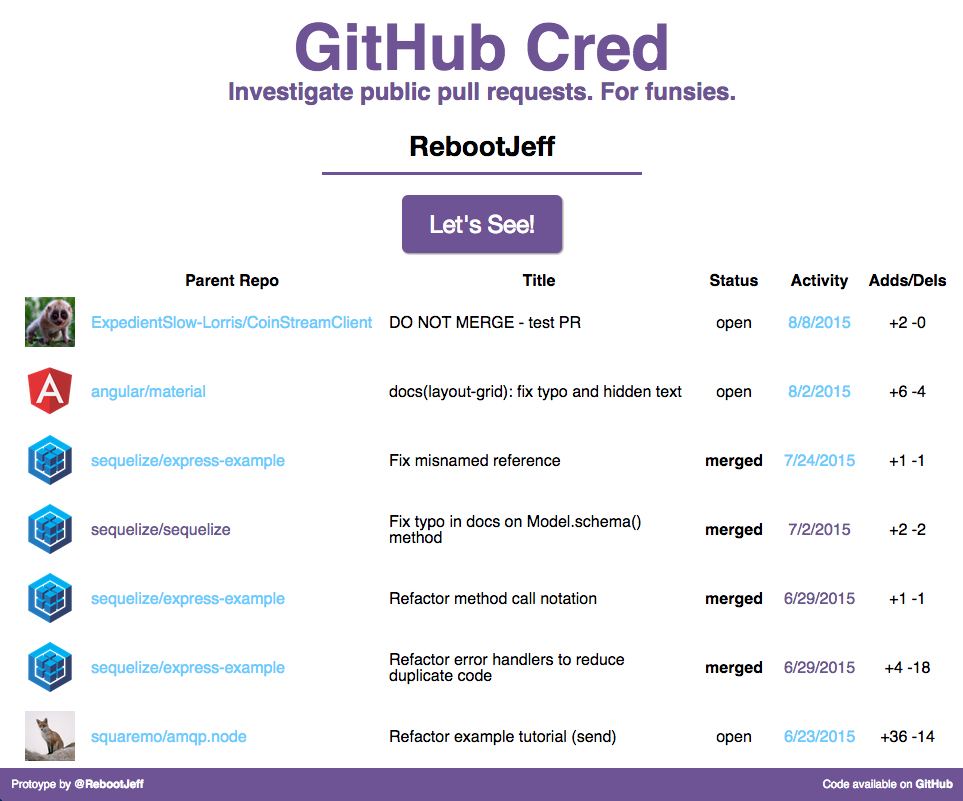 GitHub Cred
Investigate public pull requests. For funsies.
RebootJeff
Let's See!
Parent Repo Title Status Activity Adds/Dels
ExpedientSlow-Lorris/CoinStreamClient DO NOT MERGE - test PR open 8/8/2015 +2 -0
angular/material docs(layout-grid): fix typo and hidden text open 8/2/2015 +6 -4
sequelize/express-example Fix misnamed reference merged 7/24/2015 +1 -1
sequelize/sequelize Fix typo in docs on Model.schema() merged 7/2/2015 +2 -2
method
sequelize/express-example Refactor method call notation merged 6/29/2015 +1 -1
sequelize/express-example Refactor error handlers to reduce merged 6/29/2015 +4 -18
duplicate code
squaremo/amqp.node Refactor example tutorial (send) open 6/23/2015 +36 -14
Protoype by @RebootJeff Code available on GitHub